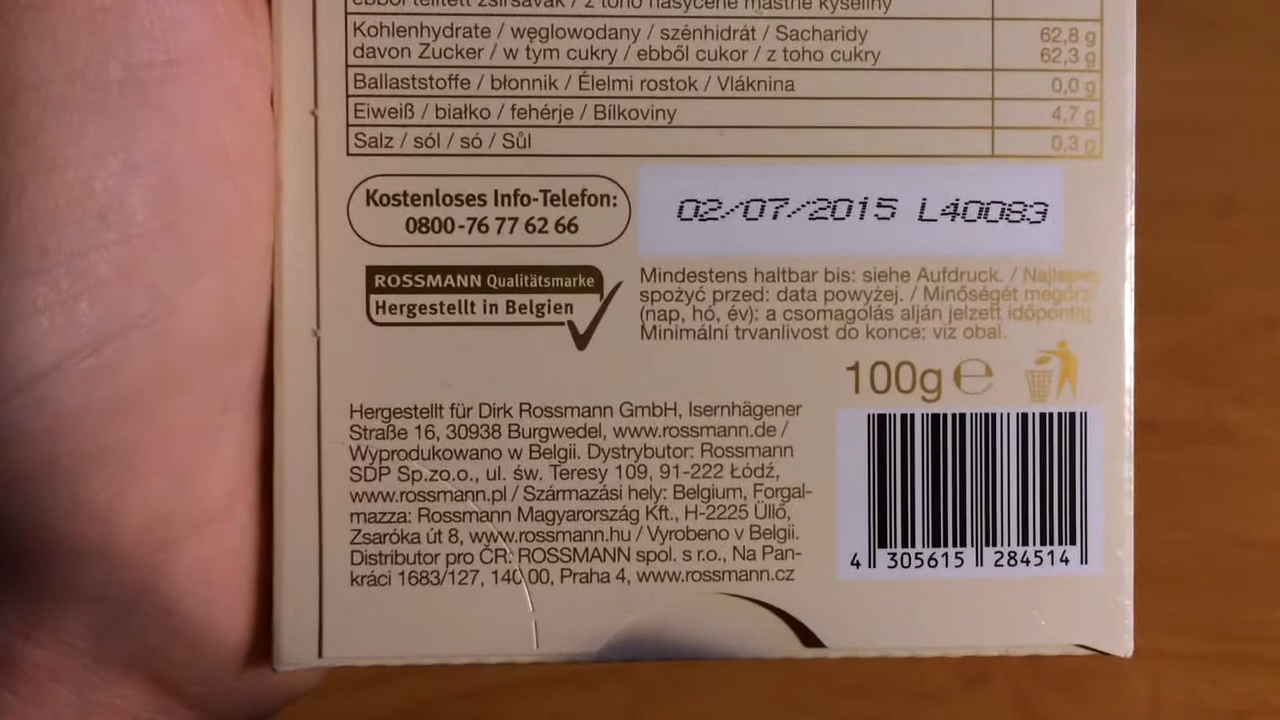 ebből telített zsírsavak / z toho nasycené mastné kyseliny
Kohlenhydrate / węglowodany / szénhidrát / Sacharidy 62,8 g
davon Zucker / w tym cukry / ebből cukor / z toho cukry 62,3 g
Ballaststoffe / błonnik / Élelmi rostok / Vláknina 0,0 g
Eiweiß / białko / fehérje / Bílkoviny 4,7 g
Salz / sól / só / Sůl 0,3 g
Kostenloses Info-Telefon:
0800-76 77 62 66
02/07/2015 L40083
ROSSMANN Qualitätsmarke
Hergestellt in Belgien
Mindestens haltbar bis: siehe Aufdruck. / Najlepiej
spożyć przed: data powyżej. / Minőségét megőrzi
(nap, hó, év): a csomagolás alján jelzett időpontig.
Minimální trvanlivost do konce: viz obal.
100g ℮
Hergestellt für Dirk Rossmann GmbH, Isernhägener
Straße 16, 30938 Burgwedel, www.rossmann.de /
Wyprodukowano w Belgii. Dystrybutor: Rossmann
SDP Sp.zo.o., ul. św. Teresy 109, 91-222 Łódź,
www.rossmann.pl / Származási hely: Belgium, Forgal-
mazza: Rossmann Magyarország Kft., H-2225 Üllő,
Zsaróka út 8, www.rossmann.hu / Vyrobeno v Belgii.
Distributor pro ČR: ROSSMANN spol. s r.o., Na Pan-
kráci 1683/127, 140 00, Praha 4, www.rossmann.cz
4 305615 284514